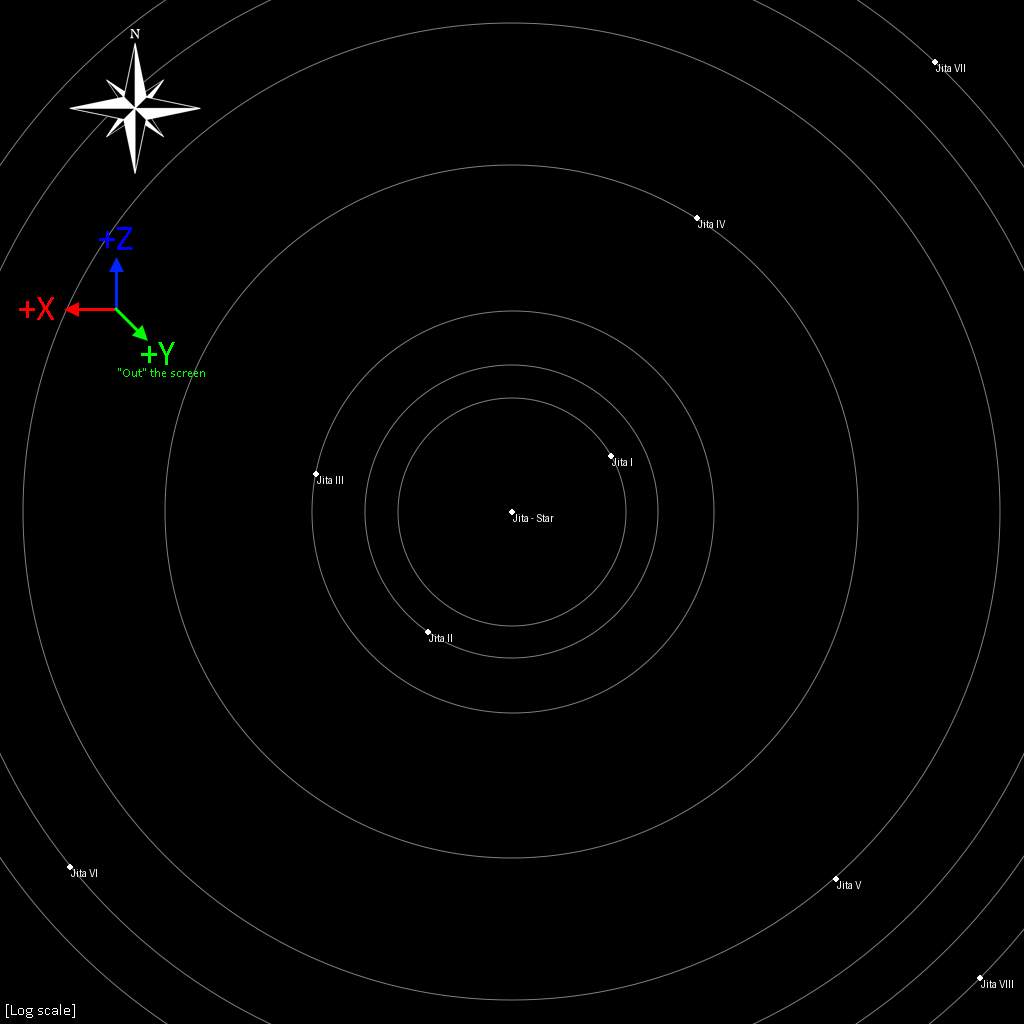 N
Jita VII
Jita IV
+Z
+X
+Y
"Out" the screen
Jita I
Jita III
Jita - Star
Jita II
Jita VI
Jita V
Jita VIII
[Log scale]